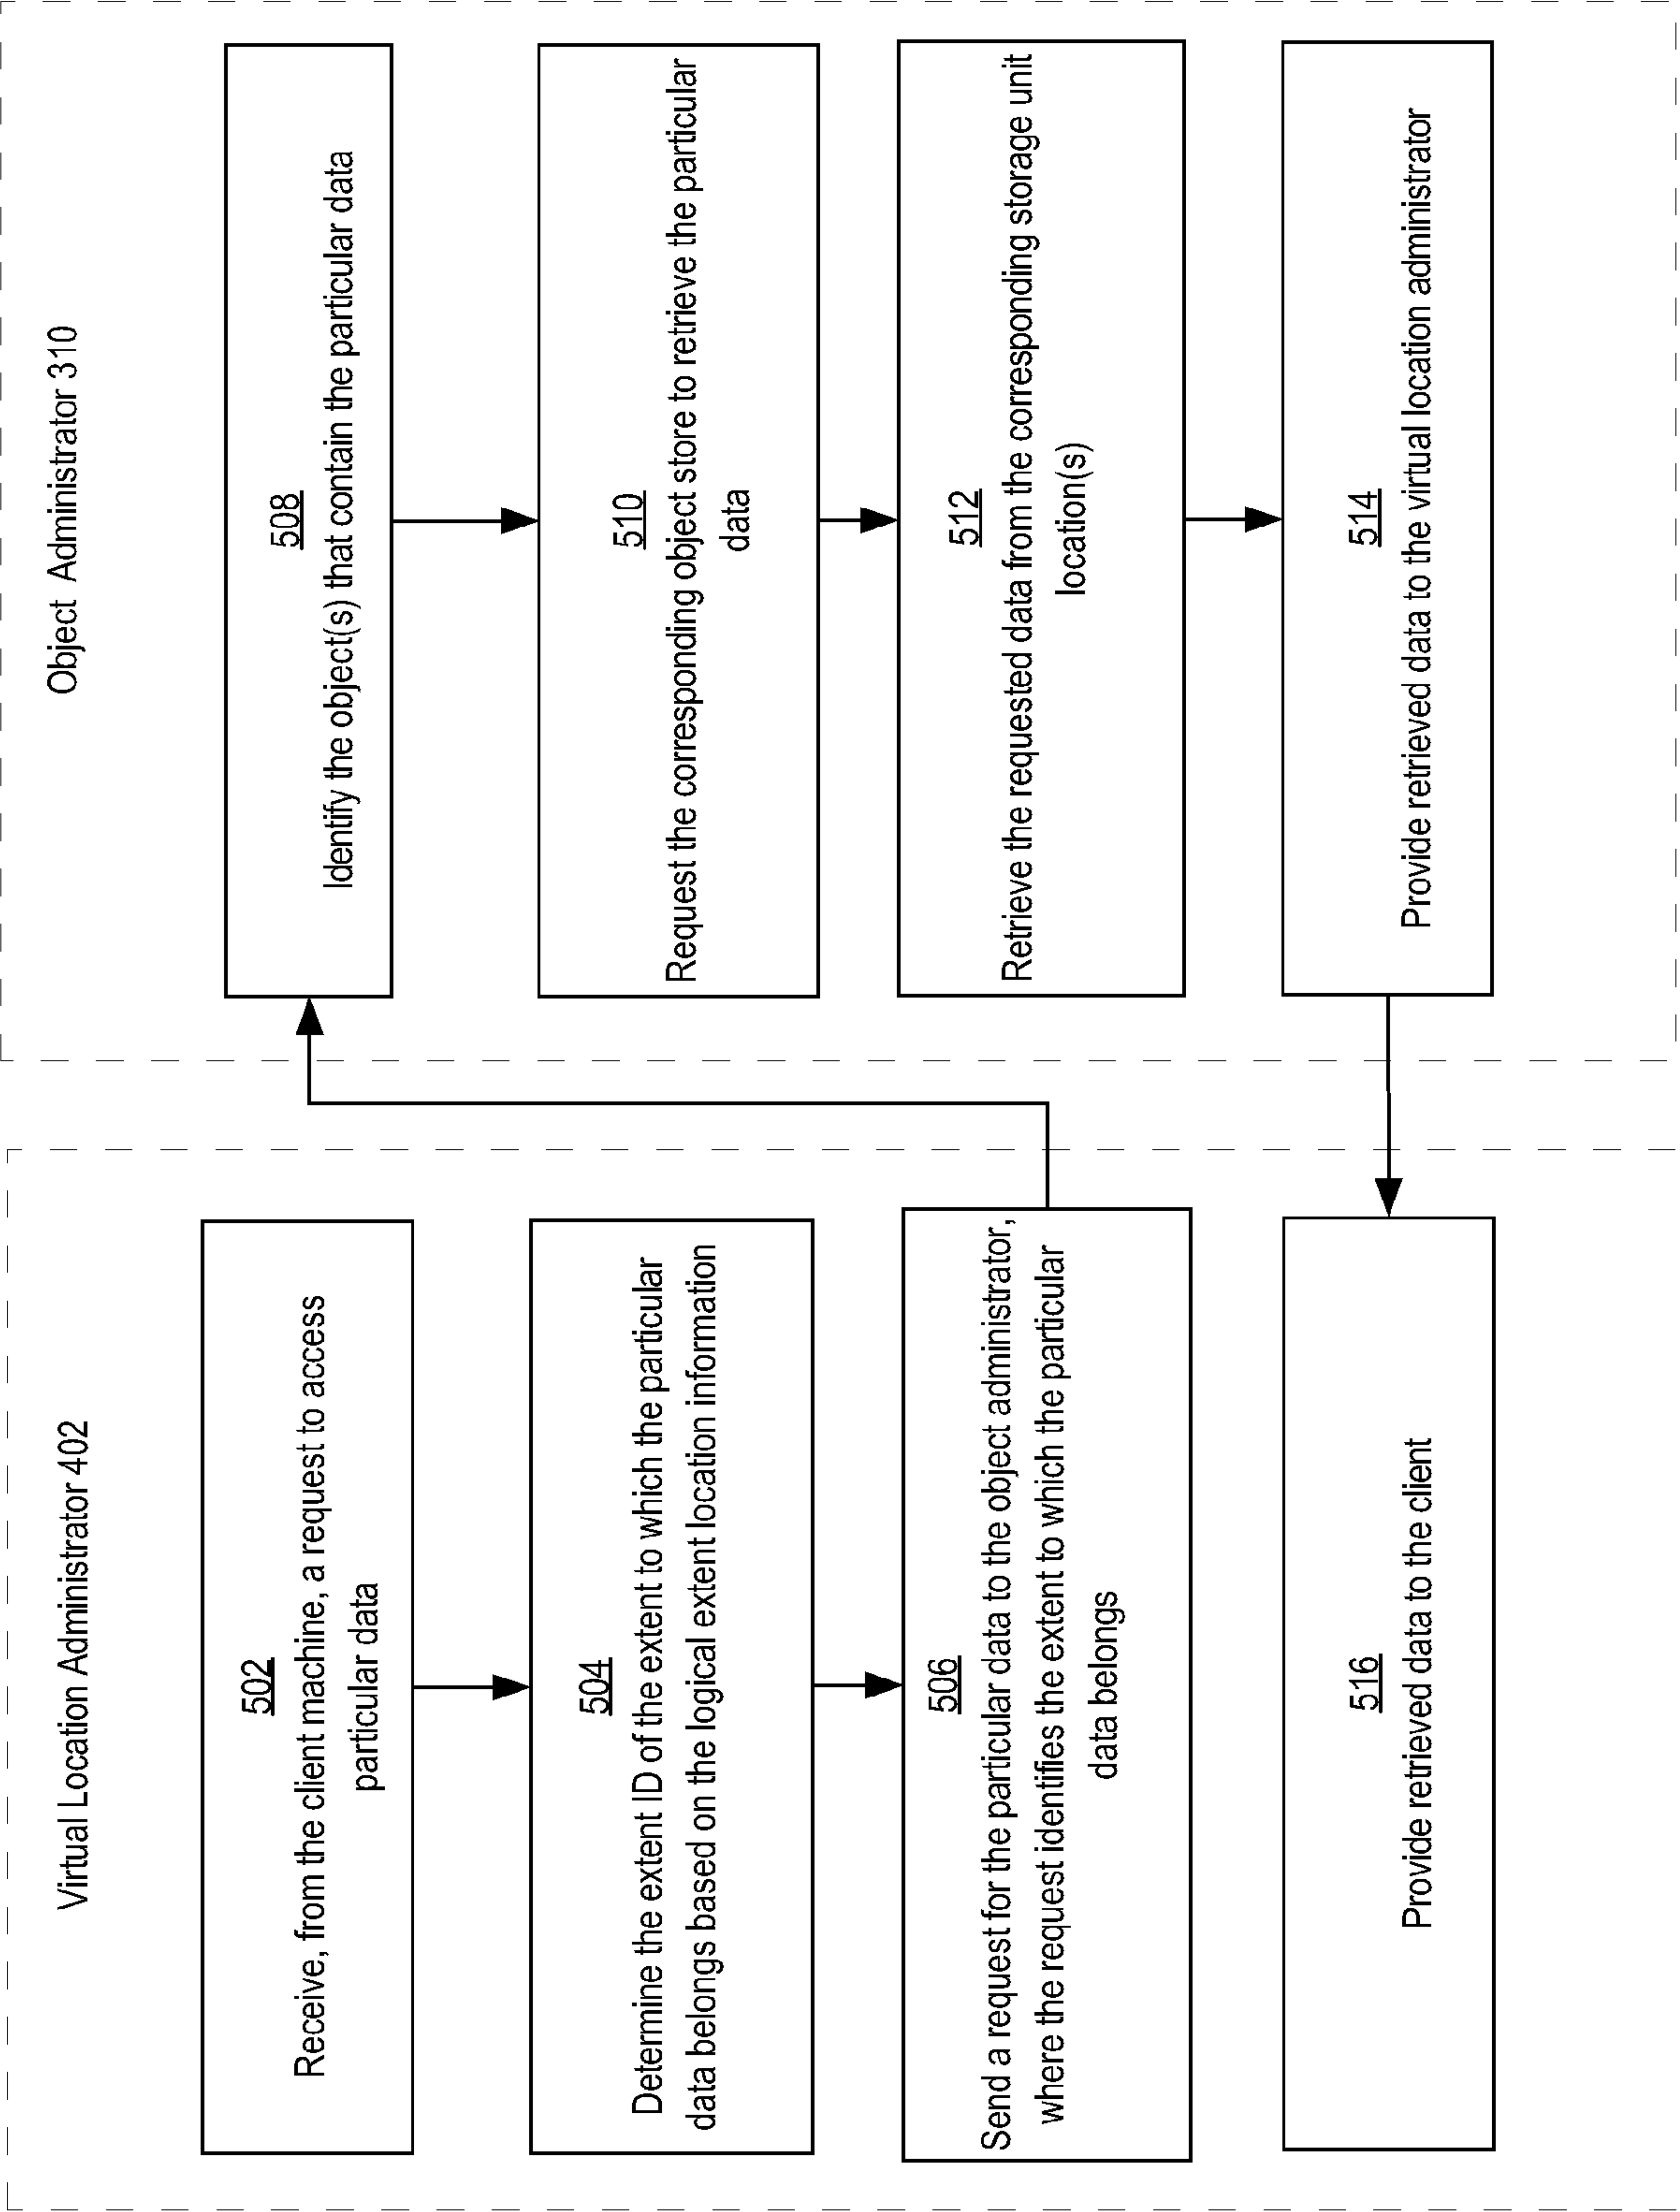 Virtual Location Administrator 402
502
Receive, from the client machine, a request to access
particular data
504
Determine the extent ID of the extent to which the particular
data belongs based on the logical extent location information
506
Send a request for the particular data to the object administrator,
where the request identifies the extent to which the particular
data belongs
516
Provide retrieved data to the client
Object Administrator 310
508
Identify the object(s) that contain the particular data
510
Request the corresponding object store to retrieve the particular
data
512
Retrieve the requested data from the corresponding storage unit
location(s)
514
Provide retrieved data to the virtual location administrator